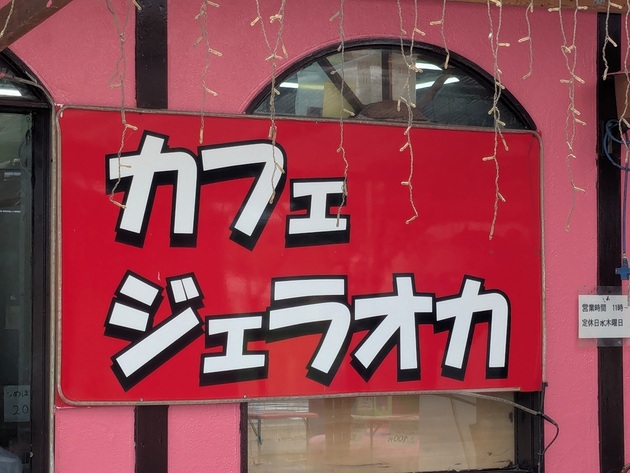 カフェ
ジェラオカ
営業時間 11時~
定休日水木曜日
20